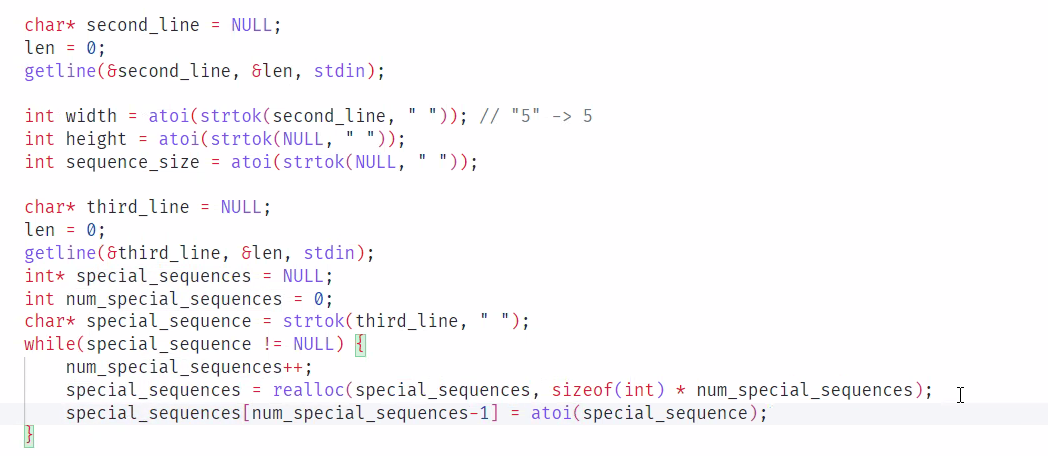 char* second_line = NULL;
len = 0;
getline(&second_line, &len, stdin);

int width = atoi(strtok(second_line, " ")); // "5" -> 5
int height = atoi(strtok(NULL, " "));
int sequence_size = atoi(strtok(NULL, " "));

char* third_line = NULL;
len = 0;
getline(&third_line, &len, stdin);
int* special_sequences = NULL;
int num_special_sequences = 0;
char* special_sequence = strtok(third_line, " ");
while(special_sequence != NULL) {
    num_special_sequences++;
    special_sequences = realloc(special_sequences, sizeof(int) * num_special_sequences);
    special_sequences[num_special_sequences-1] = atoi(special_sequence);
}